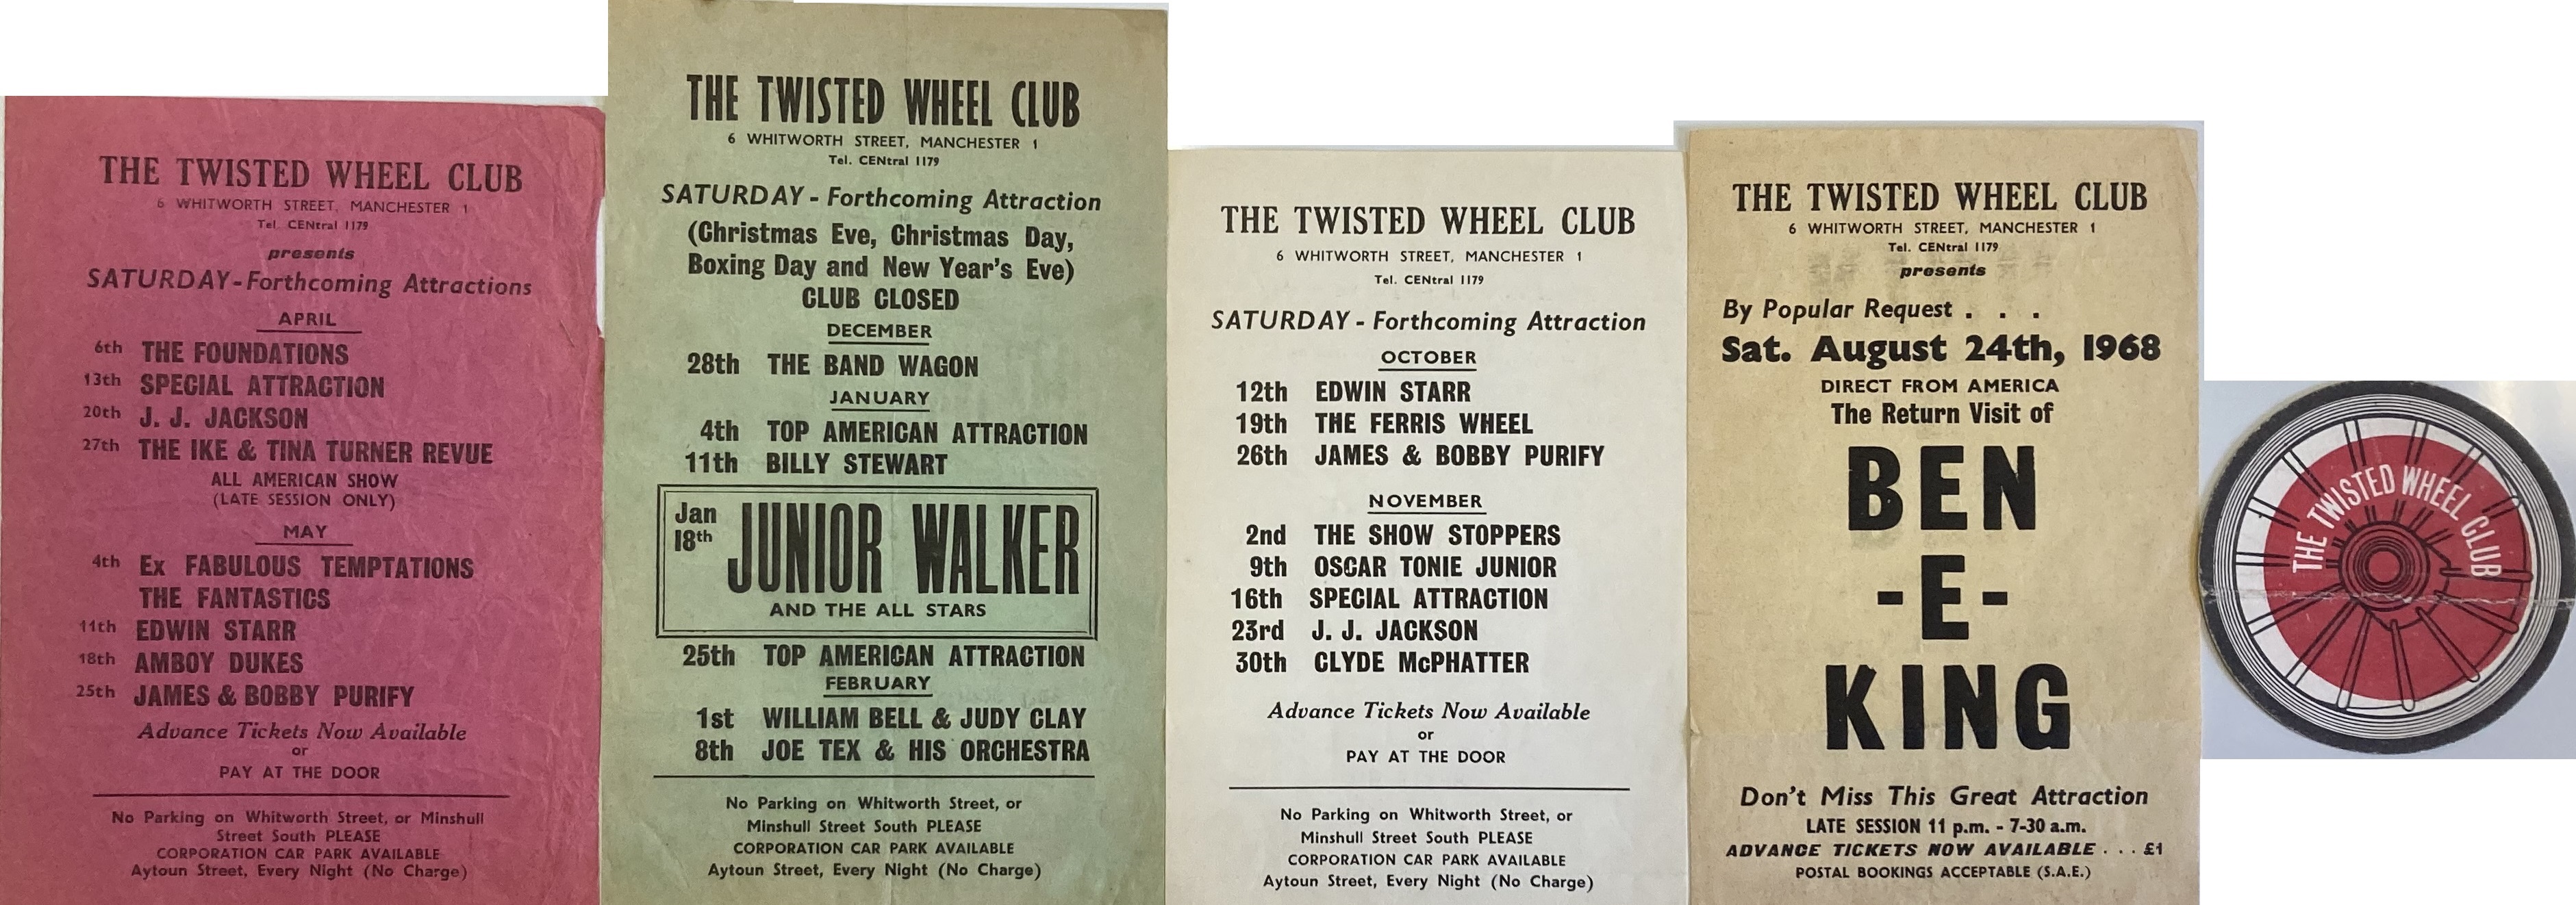 THE TWISTED WHEEL CLUB
6 WHITWORTH STREET, MANCHESTER 1
Tel. CENtral 1179
presents
SATURDAY - Forthcoming Attractions
APRIL
6th THE FOUNDATIONS
13th SPECIAL ATTRACTION
20th J. J. JACKSON
27th THE IKE & TINA TURNER REVUE
ALL AMERICAN SHOW
(LATE SESSION ONLY)
MAY
4th Ex FABULOUS TEMPTATIONS
THE FANTASTICS
11th EDWIN STARR
18th AMBOY DUKES
25th JAMES & BOBBY PURIFY
Advance Tickets Now Available
or
PAY AT THE DOOR
No Parking on Whitworth Street, or Minshull
Street South PLEASE
CORPORATION CAR PARK AVAILABLE
Aytoun Street, Every Night (No Charge)
THE TWISTED WHEEL CLUB
6 WHITWORTH STREET, MANCHESTER 1
Tel. CENtral 1179
SATURDAY - Forthcoming Attraction
(Christmas Eve, Christmas Day,
Boxing Day and New Year's Eve)
CLUB CLOSED
DECEMBER
28th THE BAND WAGON
JANUARY
4th TOP AMERICAN ATTRACTION
11th BILLY STEWART
Jan 18th JUNIOR WALKER
AND THE ALL STARS
25th TOP AMERICAN ATTRACTION
FEBRUARY
1st WILLIAM BELL & JUDY CLAY
8th JOE TEX & HIS ORCHESTRA
No Parking on Whitworth Street, or
Minshull Street South PLEASE
CORPORATION CAR PARK AVAILABLE
Aytoun Street, Every Night (No Charge)
THE TWISTED WHEEL CLUB
6 WHITWORTH STREET, MANCHESTER 1
Tel. CENtral 1179
SATURDAY - Forthcoming Attraction
OCTOBER
12th EDWIN STARR
19th THE FERRIS WHEEL
26th JAMES & BOBBY PURIFY
NOVEMBER
2nd THE SHOW STOPPERS
9th OSCAR TONIE JUNIOR
16th SPECIAL ATTRACTION
23rd J. J. JACKSON
30th CLYDE McPHATTER
Advance Tickets Now Available
or
PAY AT THE DOOR
No Parking on Whitworth Street, or
Minshull Street South PLEASE
CORPORATION CAR PARK AVAILABLE
Aytoun Street, Every Night (No Charge)
THE TWISTED WHEEL CLUB
6 WHITWORTH STREET, MANCHESTER 1
Tel. CENtral 1179
presents
By Popular Request . . .
Sat. August 24th, 1968
DIRECT FROM AMERICA
The Return Visit of
BEN
-E-
KING
Don't Miss This Great Attraction
LATE SESSION 11 p.m. - 7-30 a.m.
ADVANCE TICKETS NOW AVAILABLE . . . £1
POSTAL BOOKINGS ACCEPTABLE (S.A.E.)
THE TWISTED WHEEL CLUB